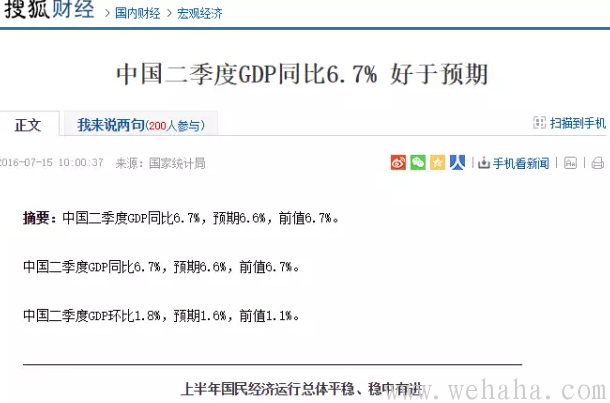 搜狐财经 > 国内财经 > 宏观经济
中国二季度GDP同比6.7% 好于预期
正文 我来说两句(200人参与) 扫描到手机
2016-07-15 10:00:37 来源：国家统计局 手机看新闻
摘要：中国二季度GDP同比6.7%，预期6.6%，前值6.7%。
中国二季度GDP同比6.7%，预期6.6%，前值6.7%。
中国二季度GDP环比1.8%，预期1.6%，前值1.1%。
上半年国民经济运行总体平稳、稳中有进
www.wehaha.com